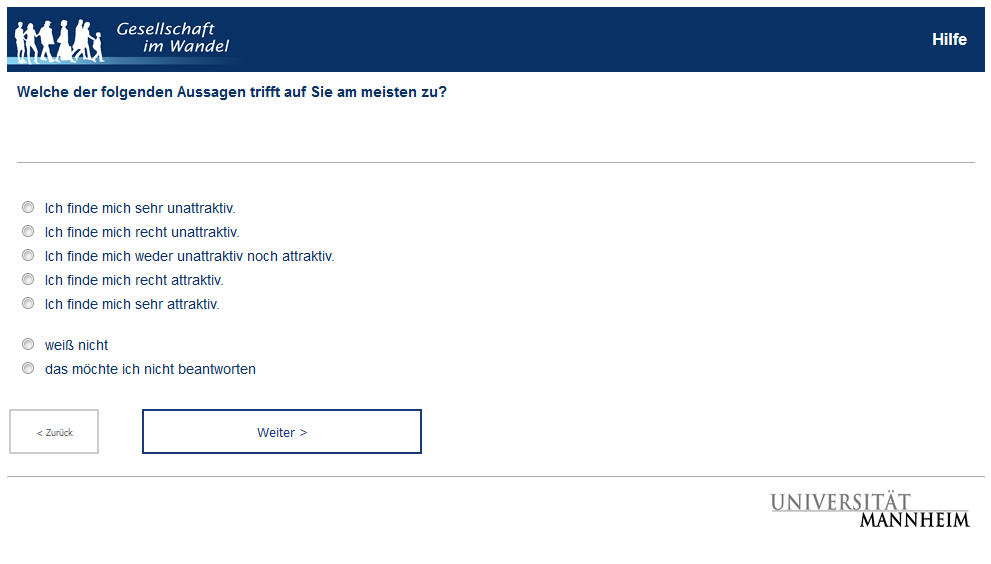 Gesellschaft
im Wandel
Hilfe
Welche der folgenden Aussagen trifft auf Sie am meisten zu?
Ich finde mich sehr unattraktiv.
Ich finde mich recht unattraktiv.
Ich finde mich weder unattraktiv noch attraktiv.
Ich finde mich recht attraktiv.
Ich finde mich sehr attraktiv.
weiß nicht
das möchte ich nicht beantworten
< Zurück
Weiter >
UNIVERSITÄT
MANNHEIM